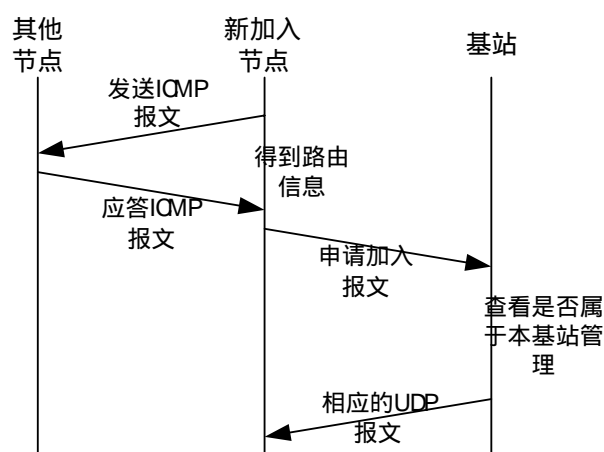 其他
节点
新加入
节点
基站
发送ICMP
报文
得到路由
信息
应答ICMP
报文
申请加入
报文
查看是否属
于本基站管
理
相应的UDP
报文